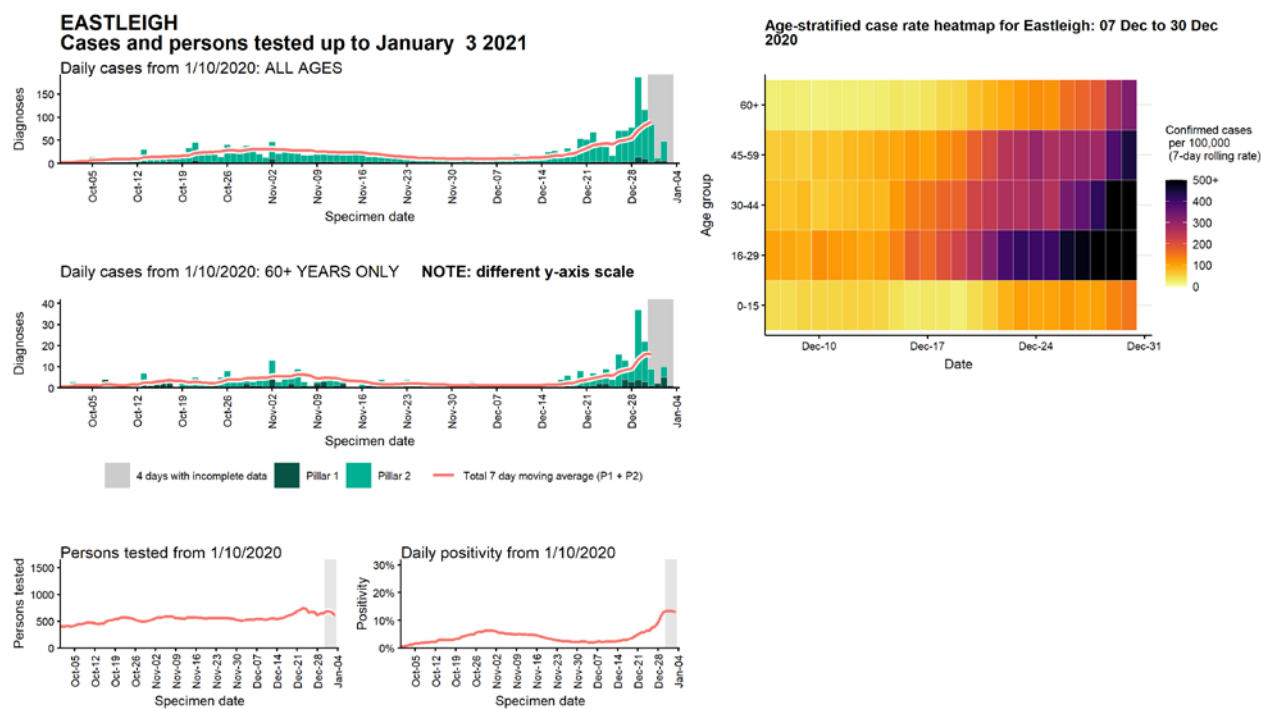 EASTLEIGH
Cases and persons tested up to January 3 2021
Daily cases from 1/10/2020: ALL AGES
Diagnoses
150
100
50
0
Oct-05
Oct-12
Oct-19
Oct-26
Nov-02
Nov-09
Nov-16
Nov-23
Nov-30
Dec-07
Dec-14
Dec-21
Dec-28
Jan-04
Specimen date
Daily cases from 1/10/2020: 60+ YEARS ONLY NOTE: different y-axis scale
Diagnoses
40
30
20
10
0
Oct-05
Oct-12
Oct-19
Oct-26
Nov-02
Nov-09
Nov-16
Nov-23
Nov-30
Dec-07
Dec-14
Dec-21
Dec-28
Jan-04
Specimen date
4 days with incomplete data Pillar 1 Pillar 2 Total 7 day moving average (P1 + P2)
Persons tested from 1/10/2020
Persons tested
1500
1000
500
0
Oct-05
Oct-12
Oct-19
Oct-26
Nov-02
Nov-09
Nov-16
Nov-23
Nov-30
Dec-07
Dec-14
Dec-21
Dec-28
Jan-04
Specimen date
Daily positivity from 1/10/2020
Positivity
30%
20%
10%
0%
Oct-05
Oct-12
Oct-19
Oct-26
Nov-02
Nov-09
Nov-16
Nov-23
Nov-30
Dec-07
Dec-14
Dec-21
Dec-28
Jan-04
Specimen date
Age-stratified case rate heatmap for Eastleigh: 07 Dec to 30 Dec
2020
Age group
60+
45-59
30-44
16-29
0-15
Dec-10
Dec-17
Dec-24
Dec-31
Date
Confirmed cases
per 100,000
(7-day rolling rate)
500+
400
300
200
100
0